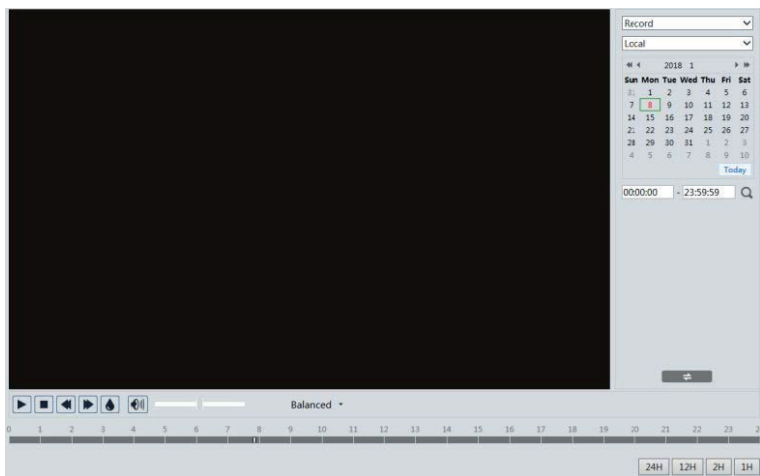 Record
Local
2018 1
Sun Mon Tue Wed Thu Fri Sat
31 1 2 3 4 5 6
7 8 9 10 11 12 13
14 15 16 17 18 19 20
21 22 23 24 25 26 27
28 29 30 31 1 2 3
4 5 6 7 8 9 10
Today
00:00:00 - 23:59:59
Balanced
0 1 2 3 4 5 6 7 8 9 10 11 12 13 14 15 16 17 18 19 20 21 22 23 2
24H 12H 2H 1H